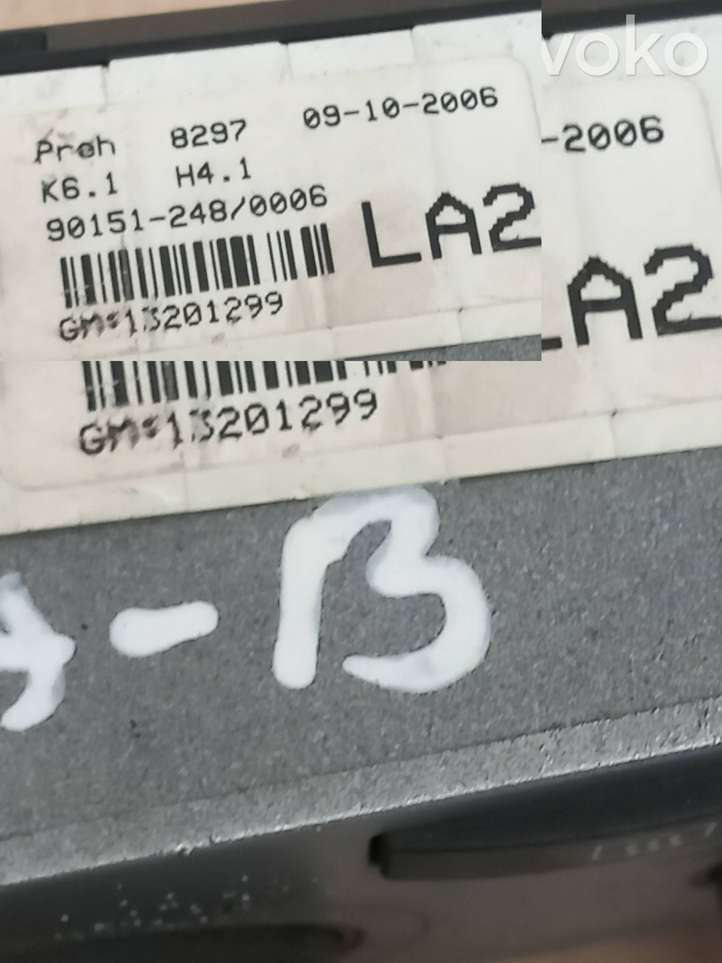 voko
Preh 8297 09-10-2006
K6.1 H4.1
90151-248/0006
LA2
GM:13201299
-2006
LA2
GM:13201299
A-B